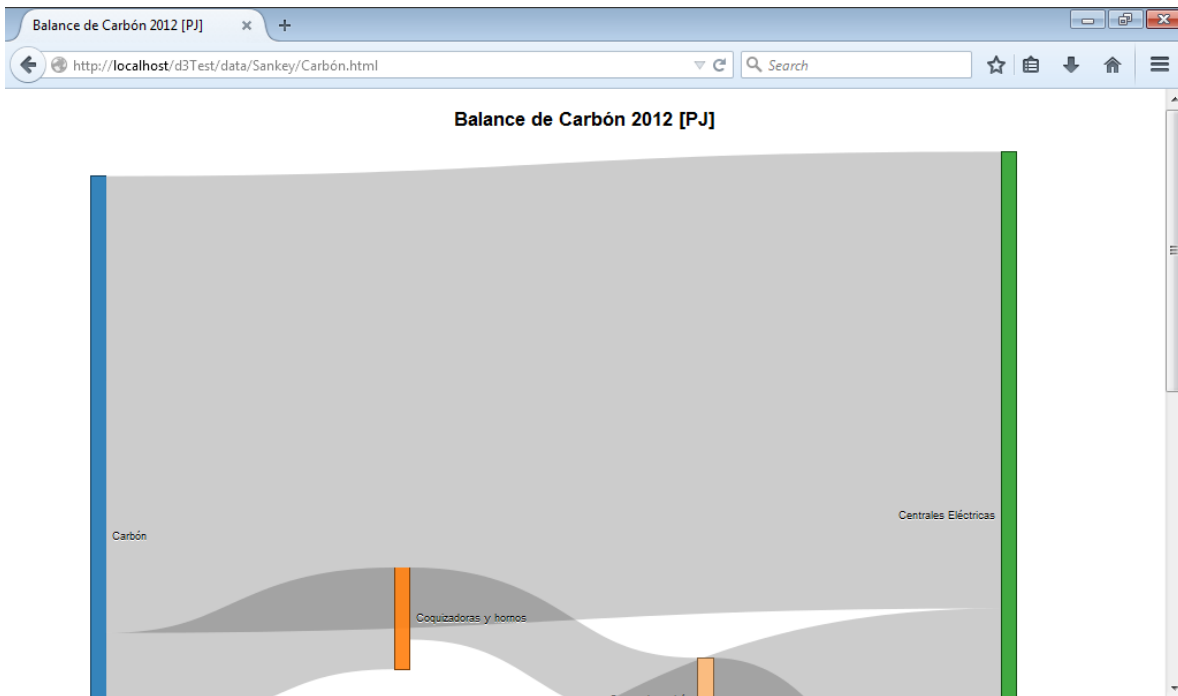 Balance de Carbón 2012 [PJ]
http://localhost/d3Test/data/Sankey/Carbón.html
Search
Balance de Carbón 2012 [PJ]
Centrales Eléctricas
Carbón
Coquizadoras y hornos